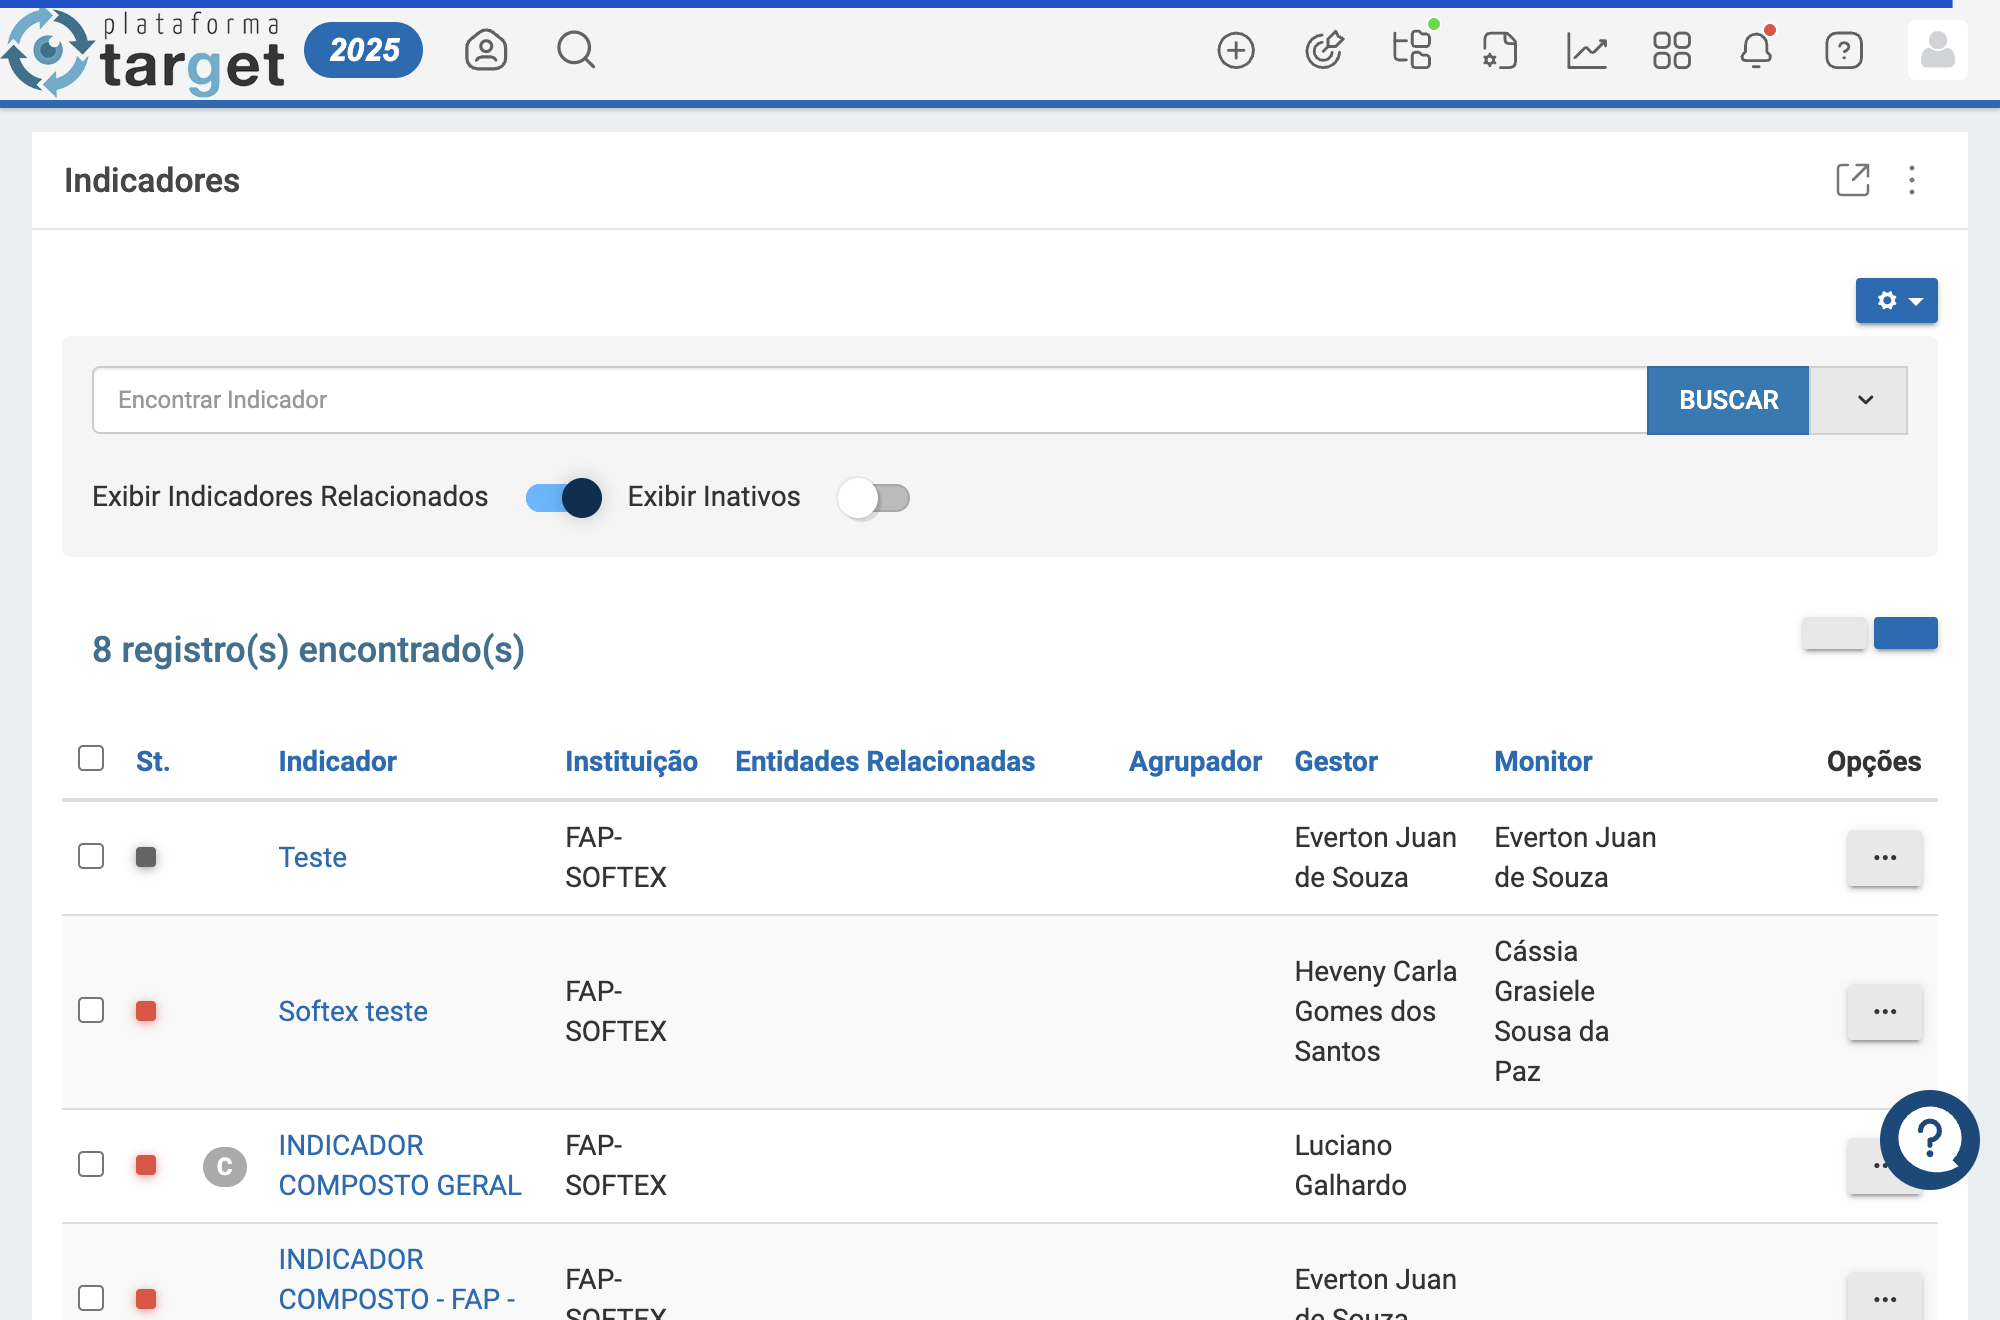 plataforma
target
2025
Indicadores
Encontrar Indicador
BUSCAR
Exibir Indicadores Relacionados
Exibir Inativos
8 registro(s) encontrado(s)
St.
Indicador
Instituição
Entidades Relacionadas
Agrupador
Gestor
Monitor
Opções
Teste
FAP-
SOFTEX
Everton Juan
de Souza
Everton Juan
de Souza
...
Softex teste
FAP-
SOFTEX
Heveny Carla
Gomes dos
Santos
Cássia
Grasiele
Sousa da
Paz
...
C
INDICADOR
COMPOSTO GERAL
FAP-
SOFTEX
Luciano
Galhardo
?
INDICADOR
COMPOSTO - FAP -
FAP-
SOFTEX
Everton Juan
de Souza
...